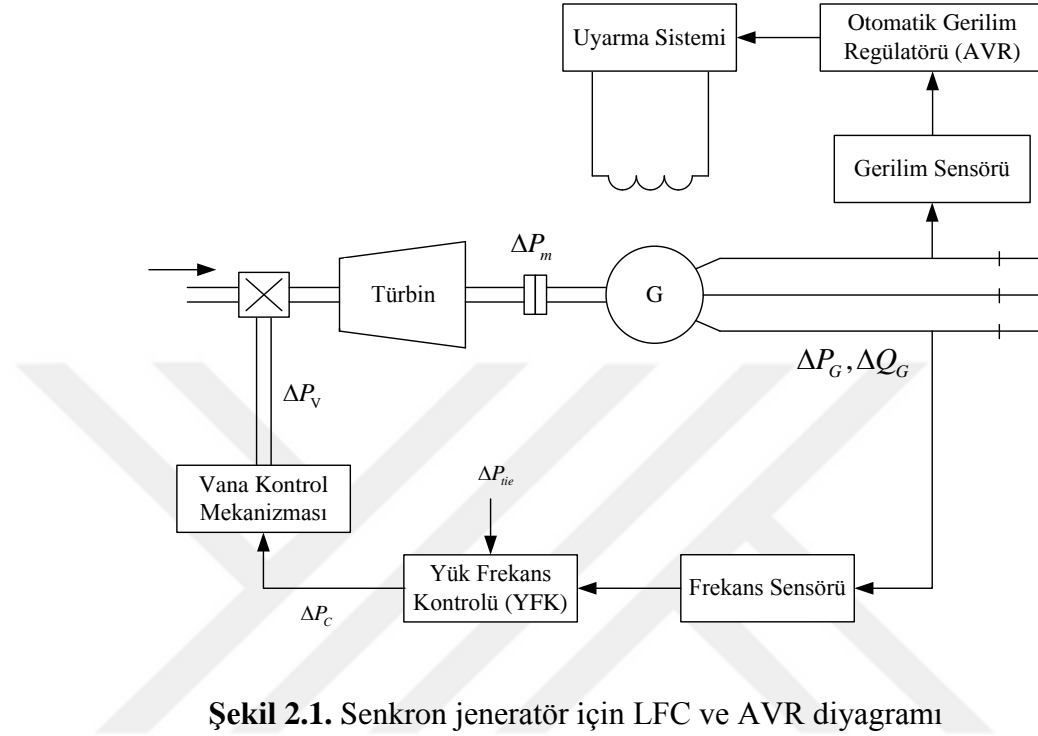 Uyarma Sistemi
Otomatik Gerilim
Regülatörü (AVR)
Gerilim Sensörü
ΔP_m
Türbin
G
ΔP_G, ΔQ_G
ΔP_V
Vana Kontrol
Mekanizması
ΔP_tie
Yük Frekans
Kontrolü (YFK)
Frekans Sensörü
ΔP_C
Şekil 2.1. Senkron jeneratör için LFC ve AVR diyagramı